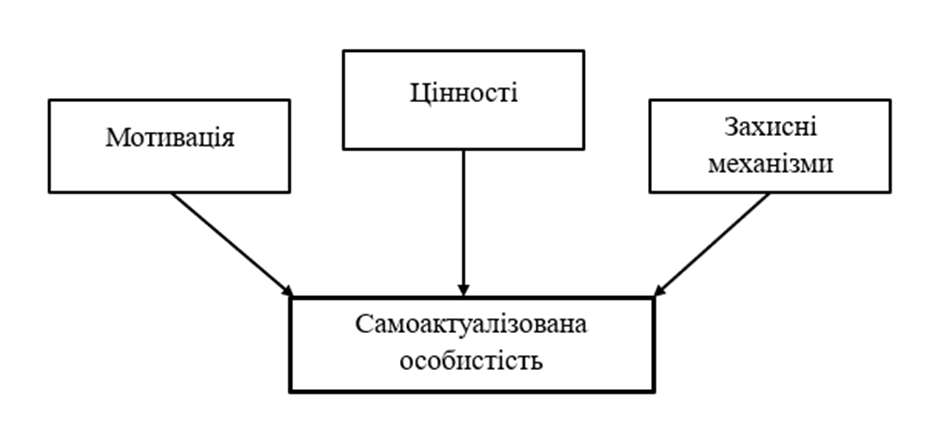 Мотивація
Цінності
Захисні
механізми
Самоактуалізована
особистість